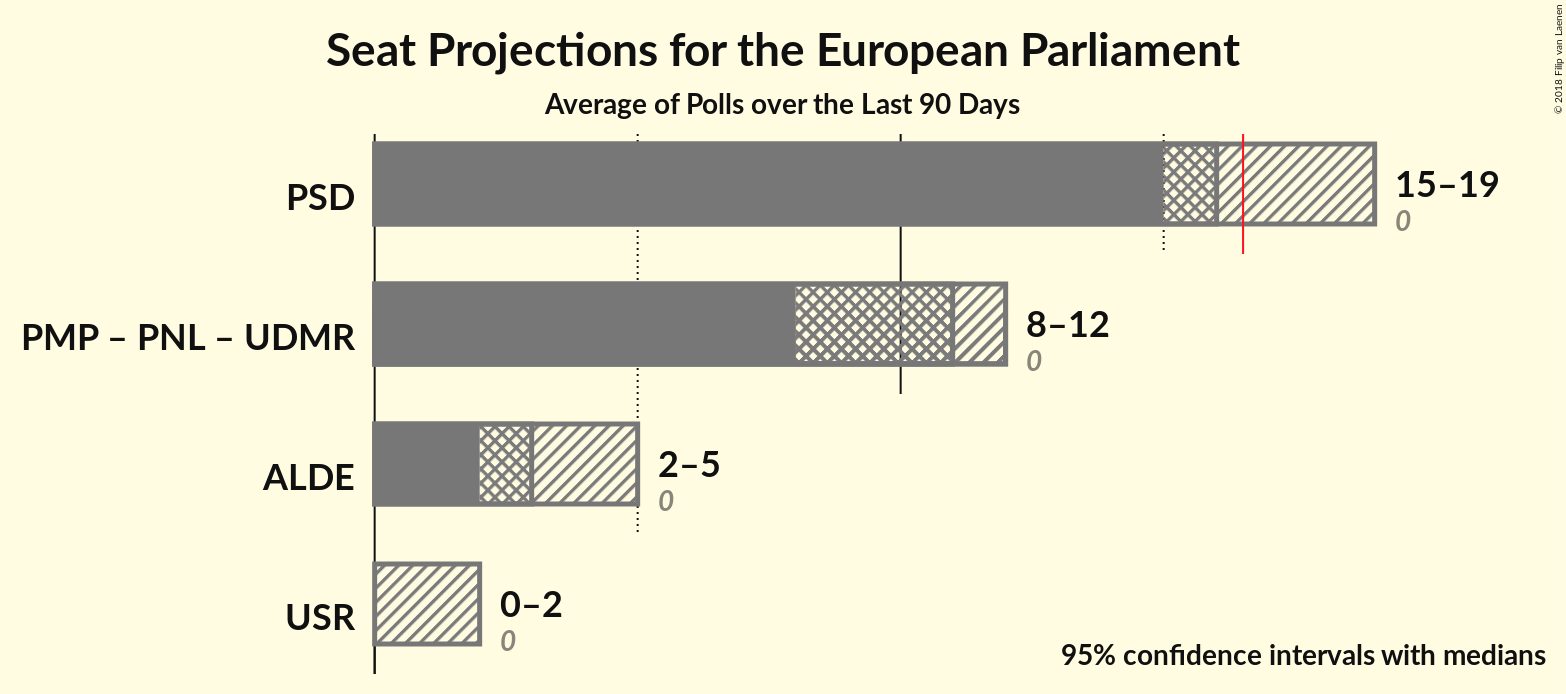 Seat Projections for the European Parliament
Average of Polls over the Last 90 Days
© 2018 Filip van Laenen
PSD
15–19
0
PMP – PNL – UDMR
8–12
0
ALDE
2–5
0
USR
0–2
0
95% confidence intervals with medians